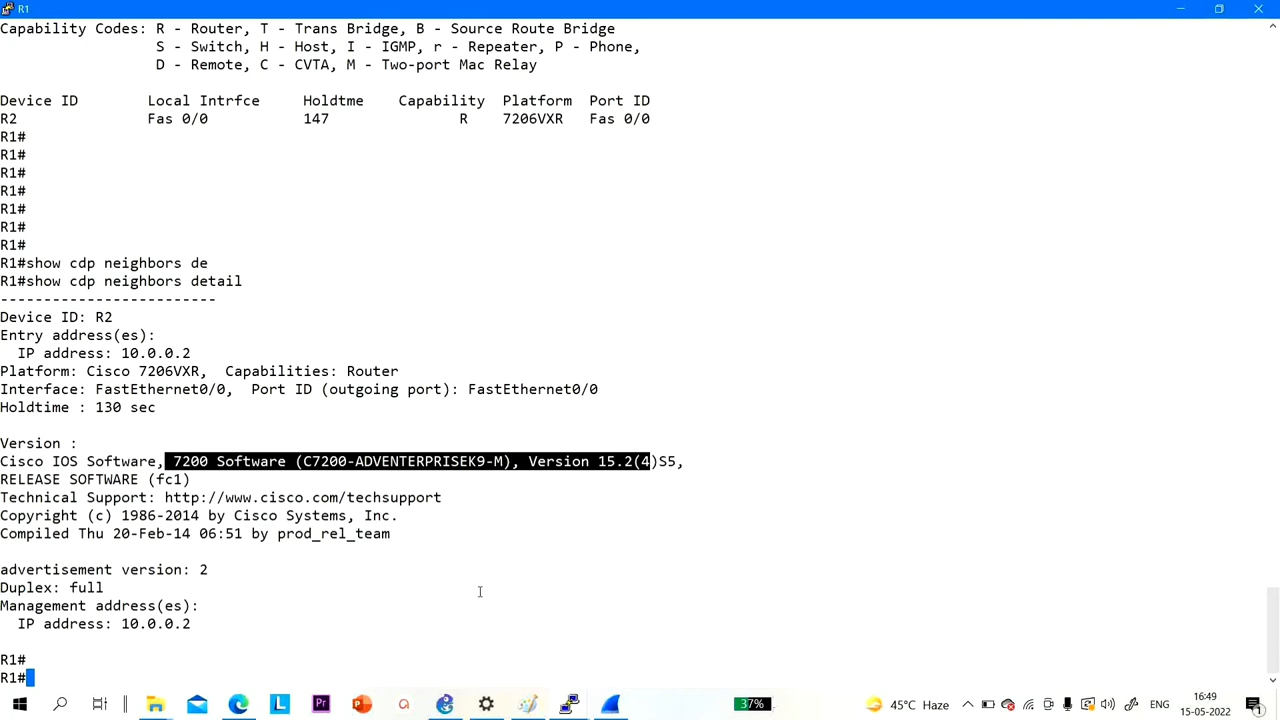 R1
Capability Codes: R - Router, T - Trans Bridge, B - Source Route Bridge
S - Switch, H - Host, I - IGMP, r - Repeater, P - Phone,
D - Remote, C - CVTA, M - Two-port Mac Relay
Device ID Local Intrfce Holdtme Capability Platform Port ID
R2 Fas 0/0 147 R 7206VXR Fas 0/0
R1#
R1#
R1#
R1#
R1#
R1#
R1#
R1#show cdp neighbors de
R1#show cdp neighbors detail
-------------------------
Device ID: R2
Entry address(es):
IP address: 10.0.0.2
Platform: Cisco 7206VXR, Capabilities: Router
Interface: FastEthernet0/0, Port ID (outgoing port): FastEthernet0/0
Holdtime : 130 sec
Version :
Cisco IOS Software, 7200 Software (C7200-ADVENTERPRISEK9-M), Version 15.2(4)S5,
RELEASE SOFTWARE (fc1)
Technical Support: http://www.cisco.com/techsupport
Copyright (c) 1986-2014 by Cisco Systems, Inc.
Compiled Thu 20-Feb-14 06:51 by prod_rel_team
advertisement version: 2
Duplex: full
Management address(es):
IP address: 10.0.0.2
R1#
R1#
L Pr P 37% 45°C Haze ENG 16:49
15-05-2022 1